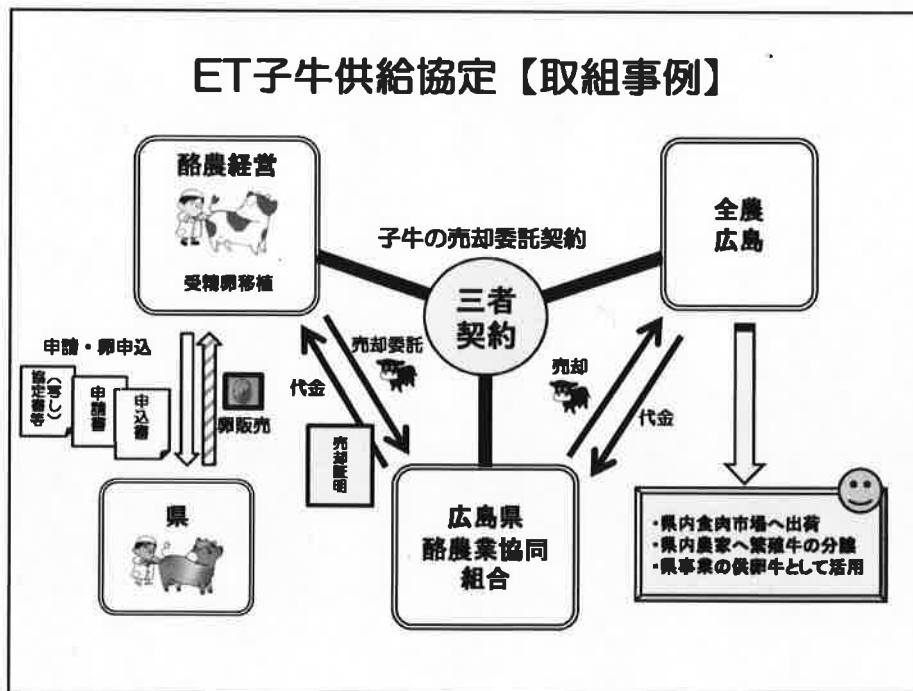 ET子牛供給協定【取組事例】
酪農経営
受精卵移植
子牛の売却委託契約
三者
契約
全農
広島
申請・卵申込
(写し)
協定書等
申請書
申込書
卵販売
代金
売却委託
売却証明
売却
代金
県
広島県
酪農業協同
組合
・県内食肉市場へ出荷
・県内農家へ繁殖牛の分譲
・県事業の供卵牛として活用